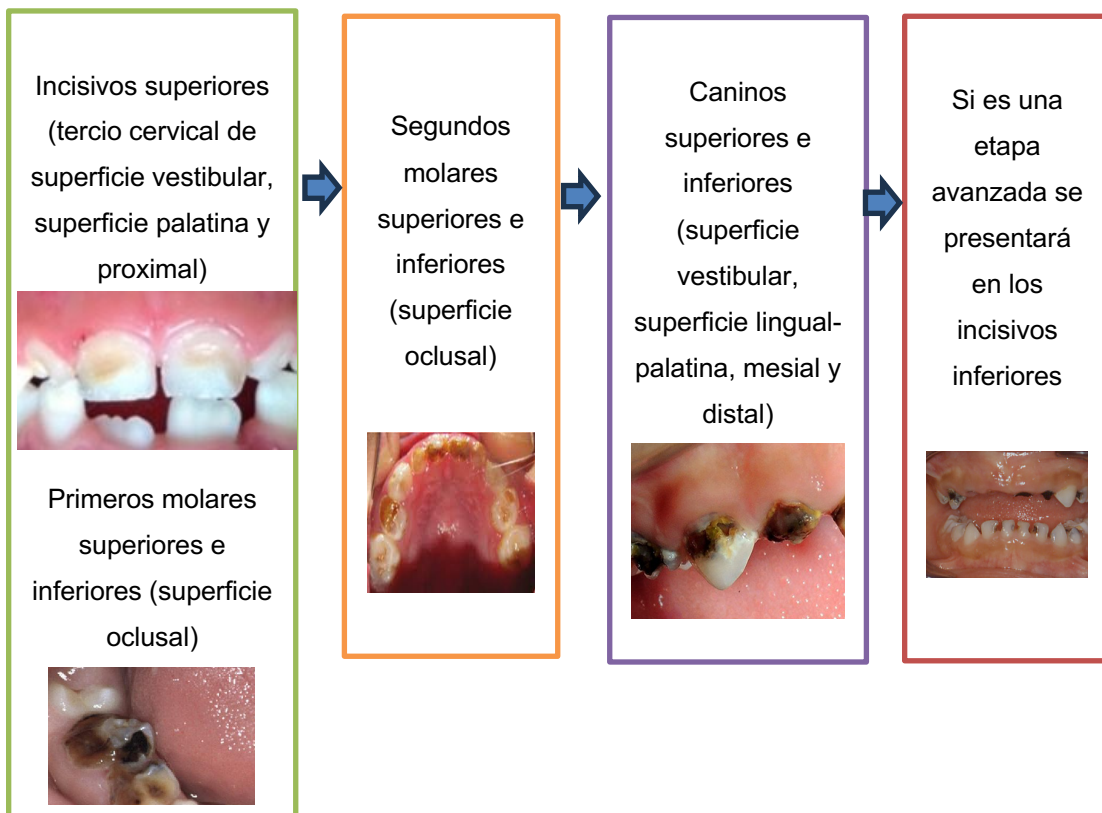 Incisivos superiores
(tercio cervical de
superficie vestibular,
superficie palatina y
proximal)
Primeros molares
superiores e
inferiores (superficie
oclusal)
Segundos
molares
superiores e
inferiores
(superficie
oclusal)
Caninos
superiores e
inferiores
(superficie
vestibular,
superficie lingual-
palatina, mesial y
distal)
Si es una
etapa
avanzada se
presentará
en los
incisivos
inferiores